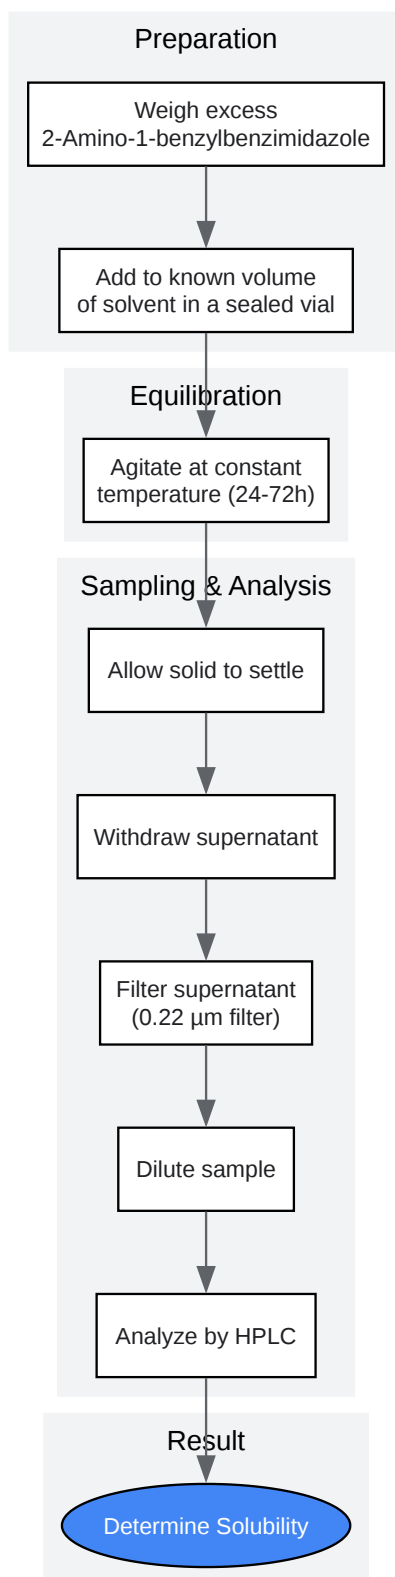 Preparation
Weigh excess
2-Amino-1-benzylbenzimidazole
Add to known volume
of solvent in a sealed vial
Equilibration
Agitate at constant
temperature (24-72h)
Sampling & Analysis
Allow solid to settle
Withdraw supernatant
Filter supernatant
(0.22 µm filter)
Dilute sample
Analyze by HPLC
Result
Determine Solubility